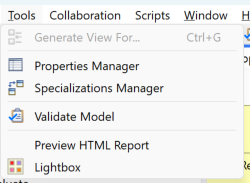 Tools Collaboration Scripts Window
Generate View For... Ctrl+G
Properties Manager
Specializations Manager
Validate Model
Preview HTML Report
Lightbox